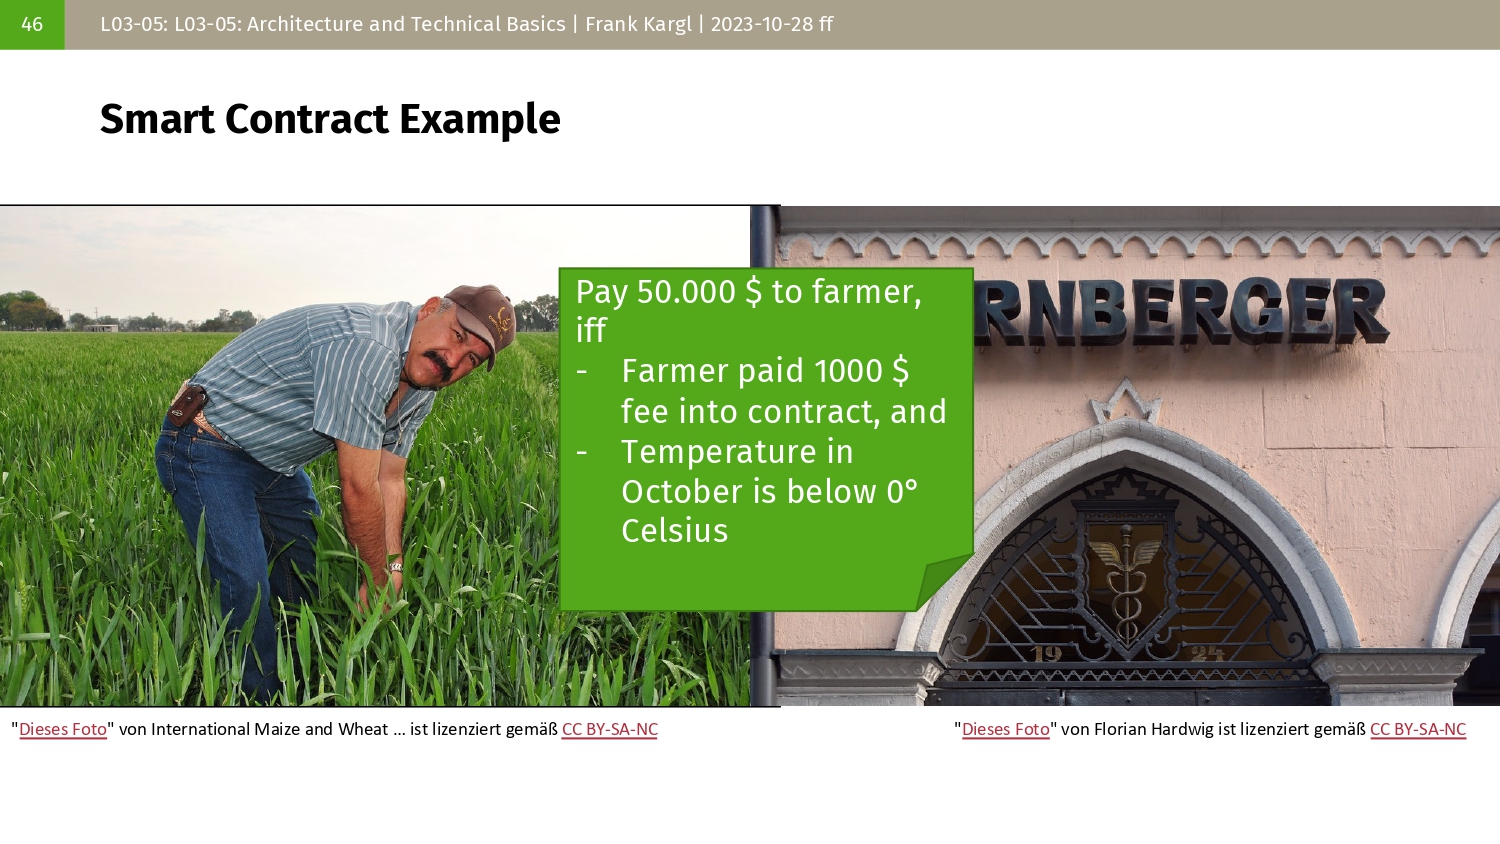 46
L03-05: L03-05: Architecture and Technical Basics | Frank Kargl | 2023-10-28 ff
Smart Contract Example
RNBERGER
Pay 50.000 $ to farmer,
iff
- Farmer paid 1000 $
fee into contract, and
- Temperature in
October is below 0°
Celsius
19 24
"Dieses Foto" von International Maize and Wheat ... ist lizenziert gemäß CC BY-SA-NC
"Dieses Foto" von Florian Hardwig ist lizenziert gemäß CC BY-SA-NC